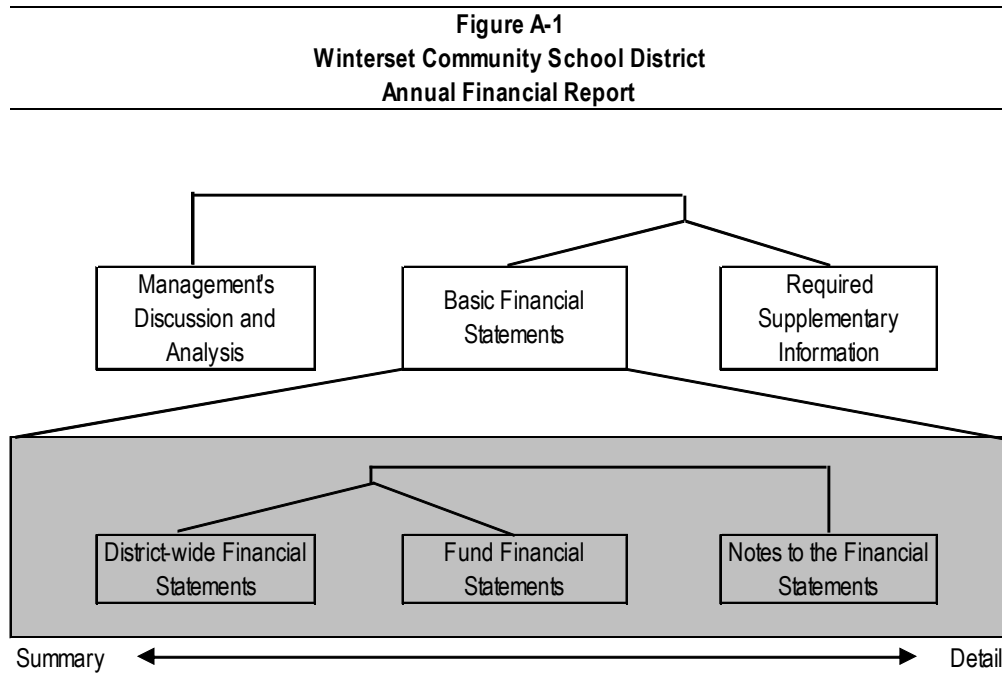 Figure A-1
Winterset Community School District
Annual Financial Report
Management's
Discussion and
Analysis
Basic Financial
Statements
Required
Supplementary
Information
District-wide Financial
Statements
Fund Financial
Statements
Notes to the Financial
Statements
Summary
Detail